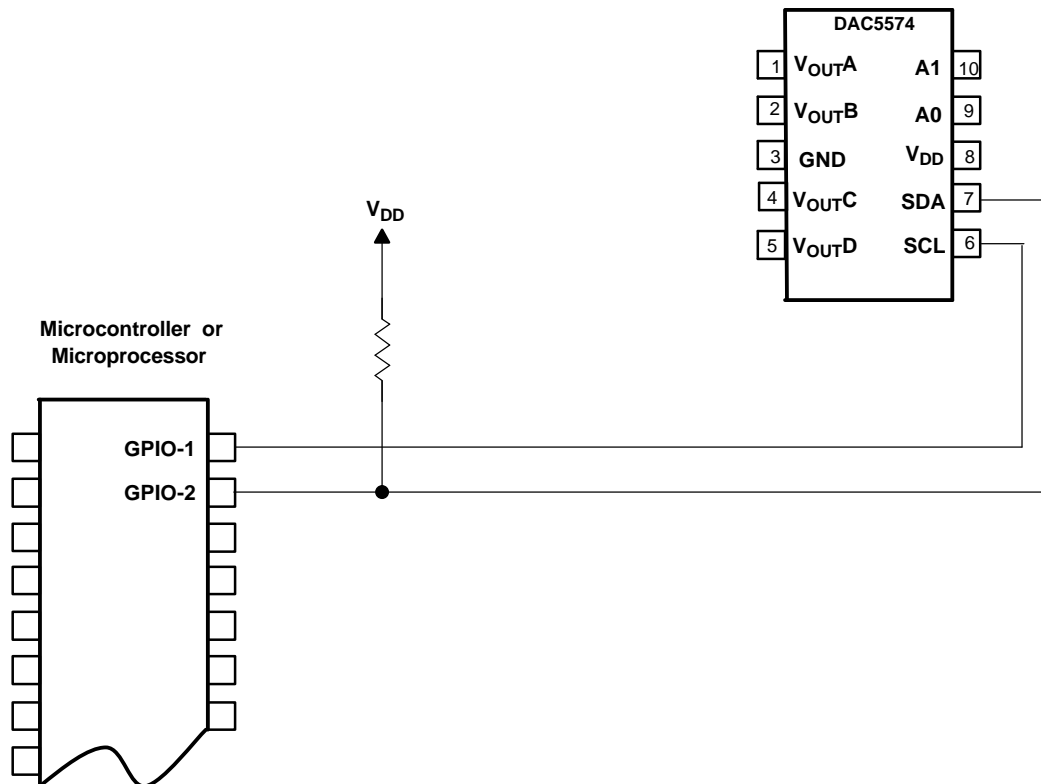 DAC5574
1 VOUTA A1 10
2 VOUTB A0 9
3 GND VDD 8
4 VOUTC SDA 7
5 VOUTD SCL 6
VDD
Microcontroller or
Microprocessor
GPIO-1
GPIO-2